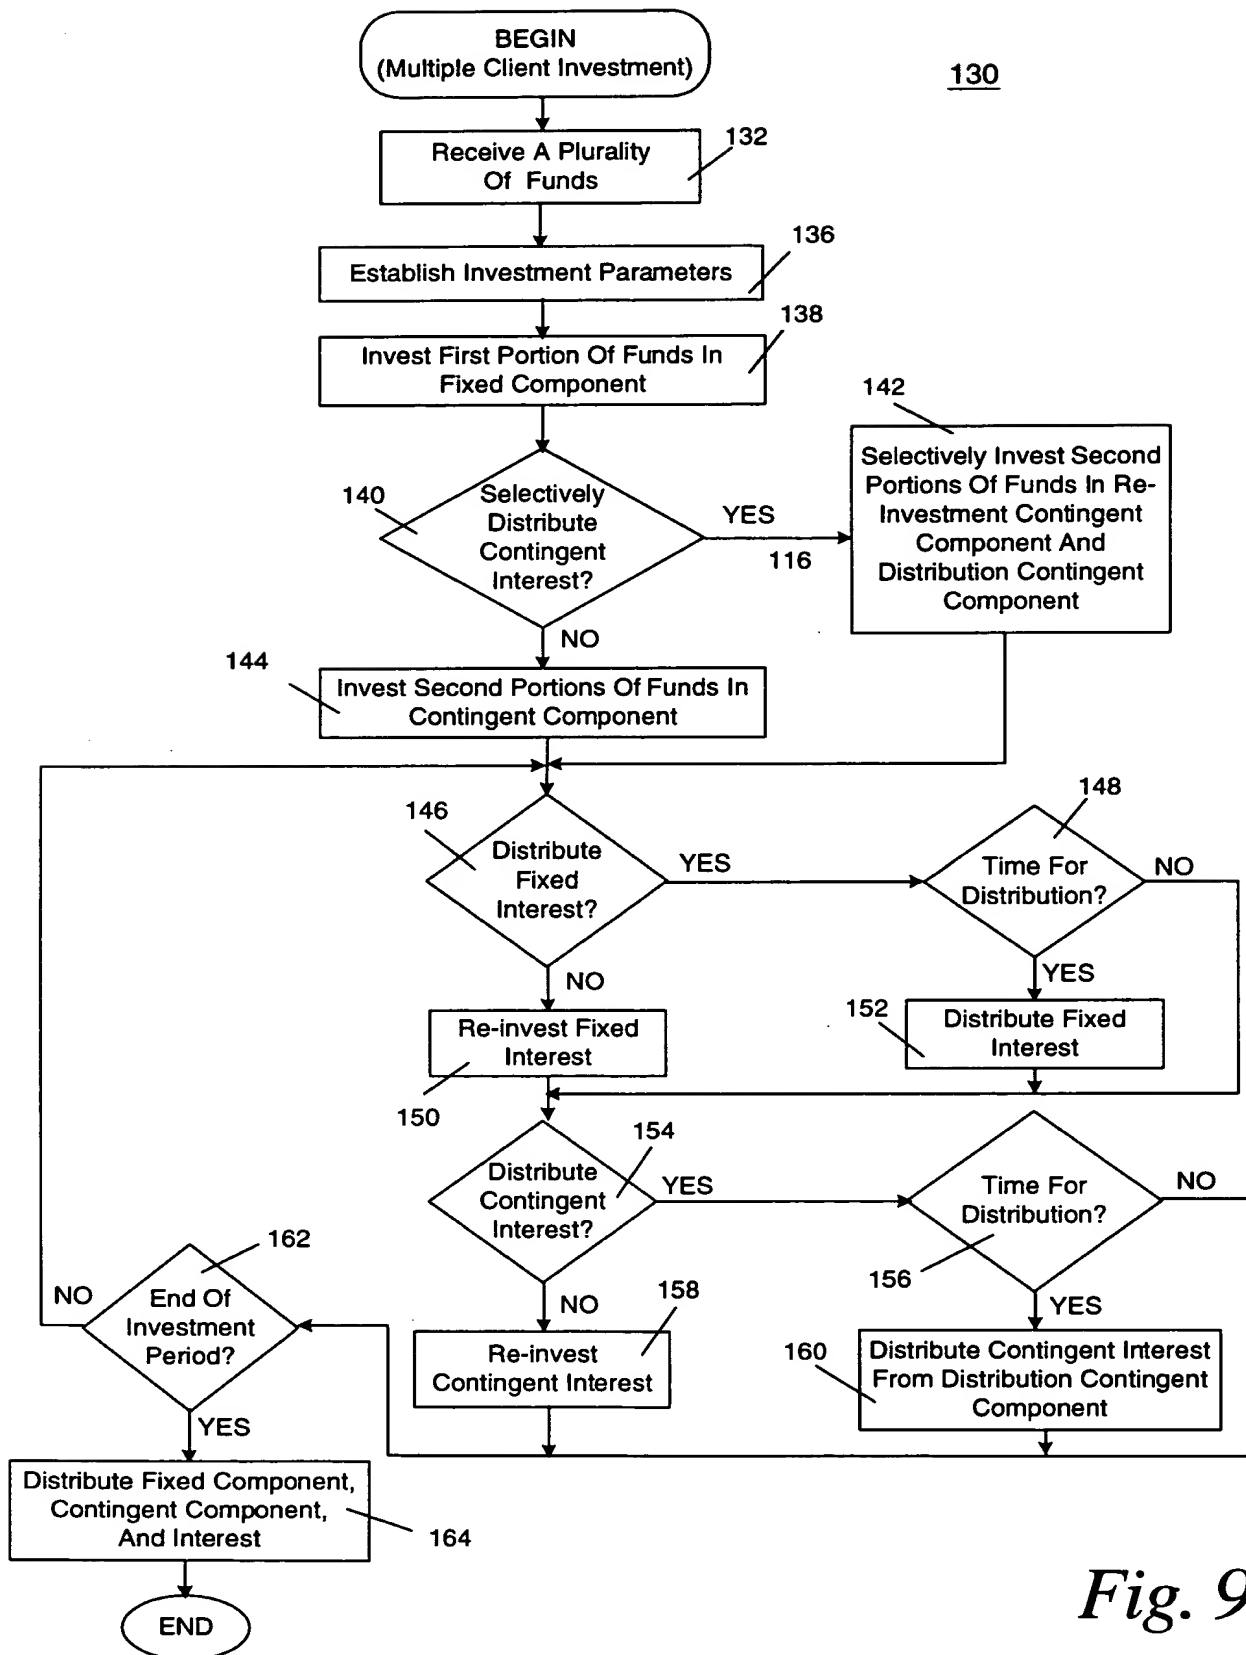 BEGIN
(Multiple Client Investment)
130
132
Receive A Plurality
Of Funds
136
Establish Investment Parameters
138
Invest First Portion Of Funds In
Fixed Component
142
140
Selectively
Distribute
Contingent
Interest?
YES
116
Selectively Invest Second
Portions Of Funds In Re-
Investment Contingent
Component And
Distribution Contingent
Component
NO
144
Invest Second Portions Of Funds In
Contingent Component
146
Distribute
Fixed
Interest?
YES
148
Time For
Distribution?
NO
NO
YES
Re-invest Fixed
Interest
150
152
Distribute Fixed
Interest
154
Distribute
Contingent
Interest?
YES
Time For
Distribution?
NO
156
162
NO
End Of
Investment
Period?
NO
158
YES
Re-invest
Contingent Interest
160
Distribute Contingent Interest
From Distribution Contingent
Component
YES
Distribute Fixed Component,
Contingent Component,
And Interest
164
END
Fig. 9